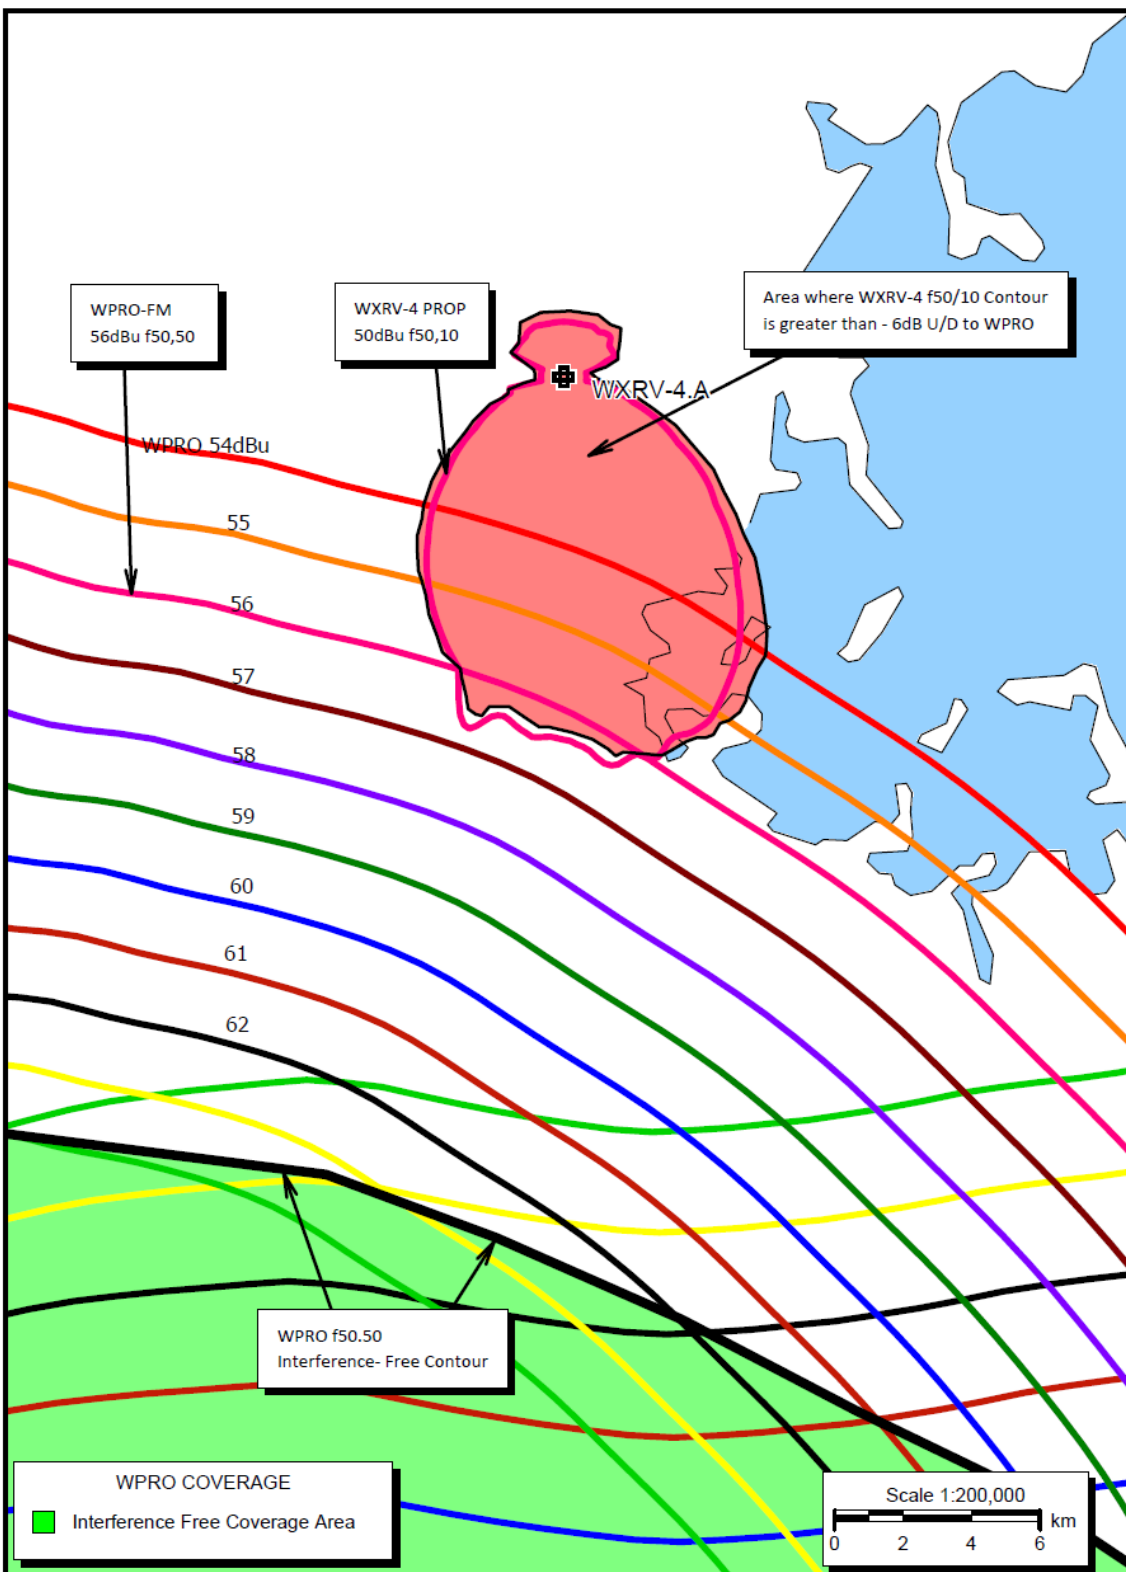 WPRO-FM
56dBu f50,50
WXRV-4 PROP
50dBu f50,10
Area where WXRV-4 f50/10 Contour
is greater than - 6dB U/D to WPRO
WXRV-4.A
WPRO 54dBu
55
56
57
58
59
60
61
62
WPRO f50.50
Interference- Free Contour
WPRO COVERAGE
Interference Free Coverage Area
Scale 1:200,000
km
0 2 4 6